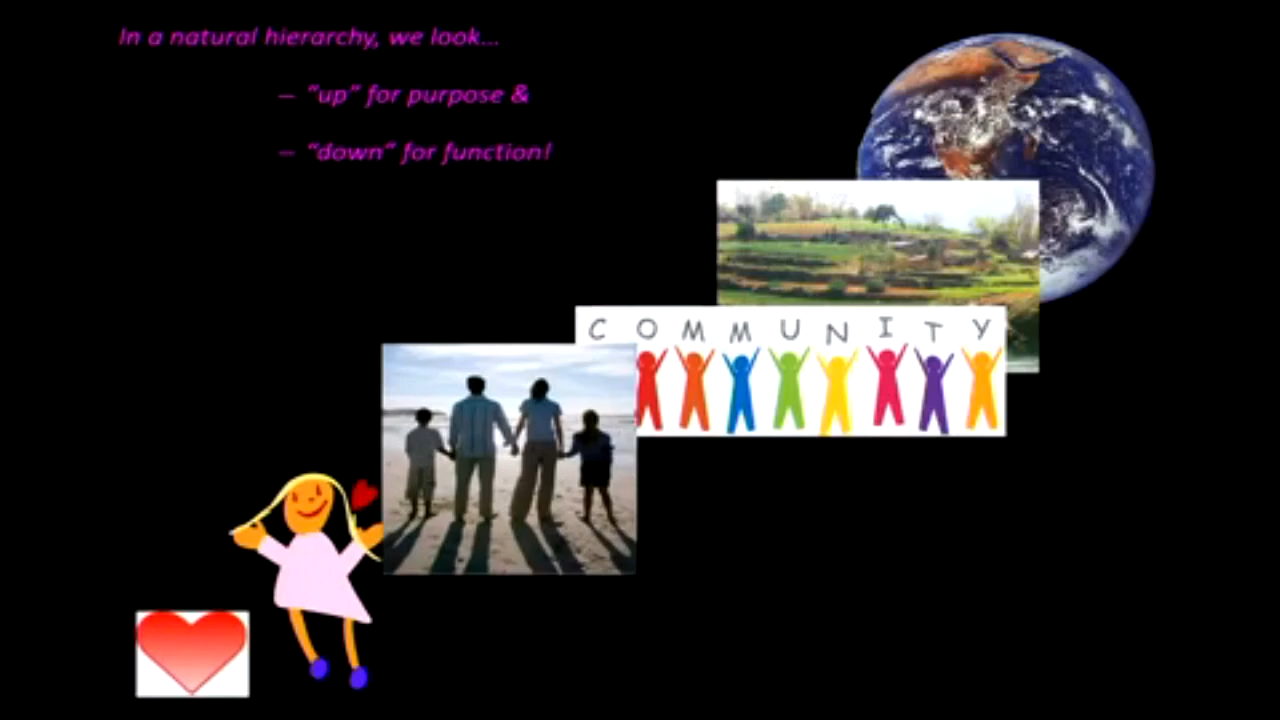 In a natural hierarchy, we look...
– “up” for purpose &
– “down” for function!
COMMUNITY